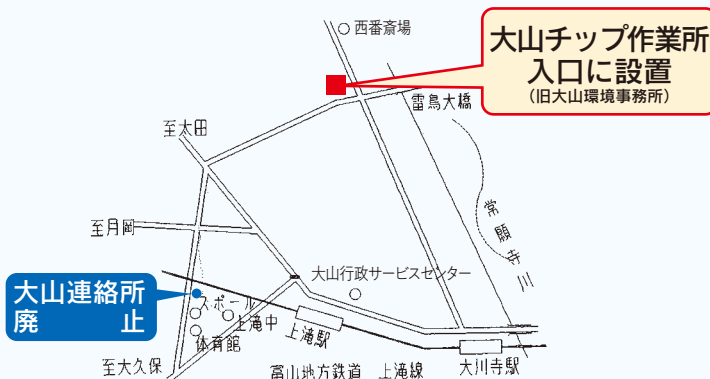 西番斎場
大山チップ作業所
入口に設置
(旧大山環境事務所)
雷鳥大橋
至太田
至月岡
常願寺川
大山行政サービスセンター
大山連絡所
廃止
スポール
上滝中
体育館
上滝駅
至大久保
富山地方鉄道 上滝線
大川寺駅